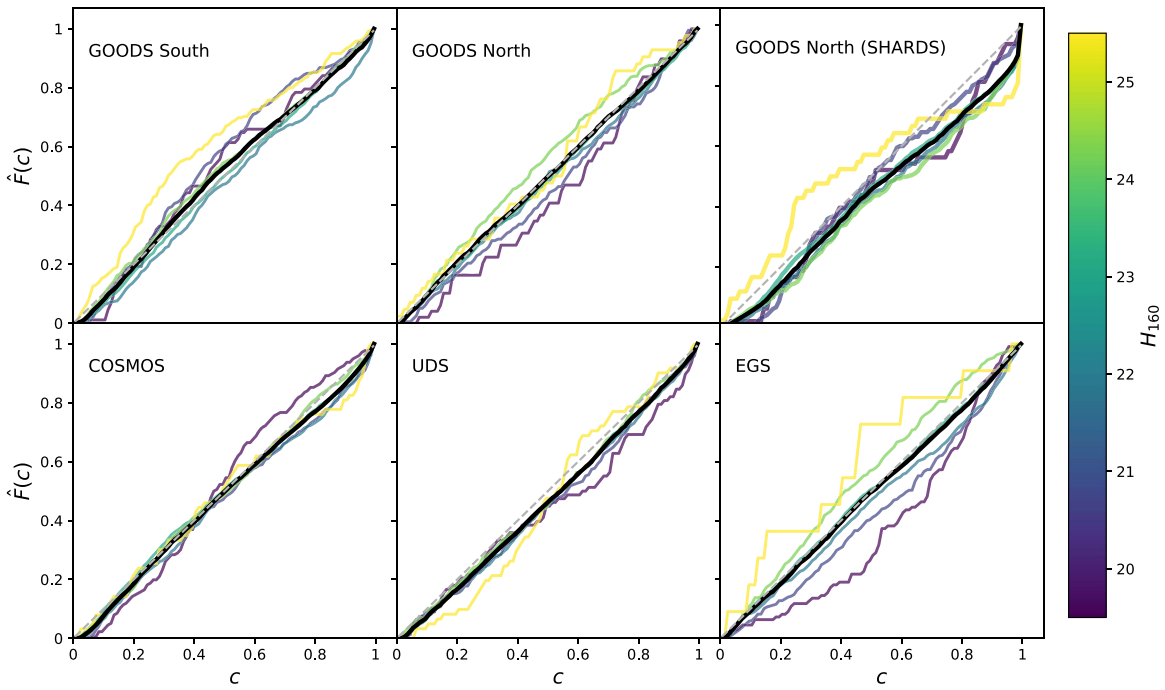 GOODS South
GOODS North
GOODS North (SHARDS)
1
0.8
0.6
0.4
0.2
0
F̂(c)
COSMOS
UDS
EGS
1
0.8
0.6
0.4
0.2
0
F̂(c)
0 0.2 0.4 0.6 0.8 1
0 0.2 0.4 0.6 0.8 1
0 0.2 0.4 0.6 0.8 1
c
c
c
25
24
23
22
21
20
H₁₆₀